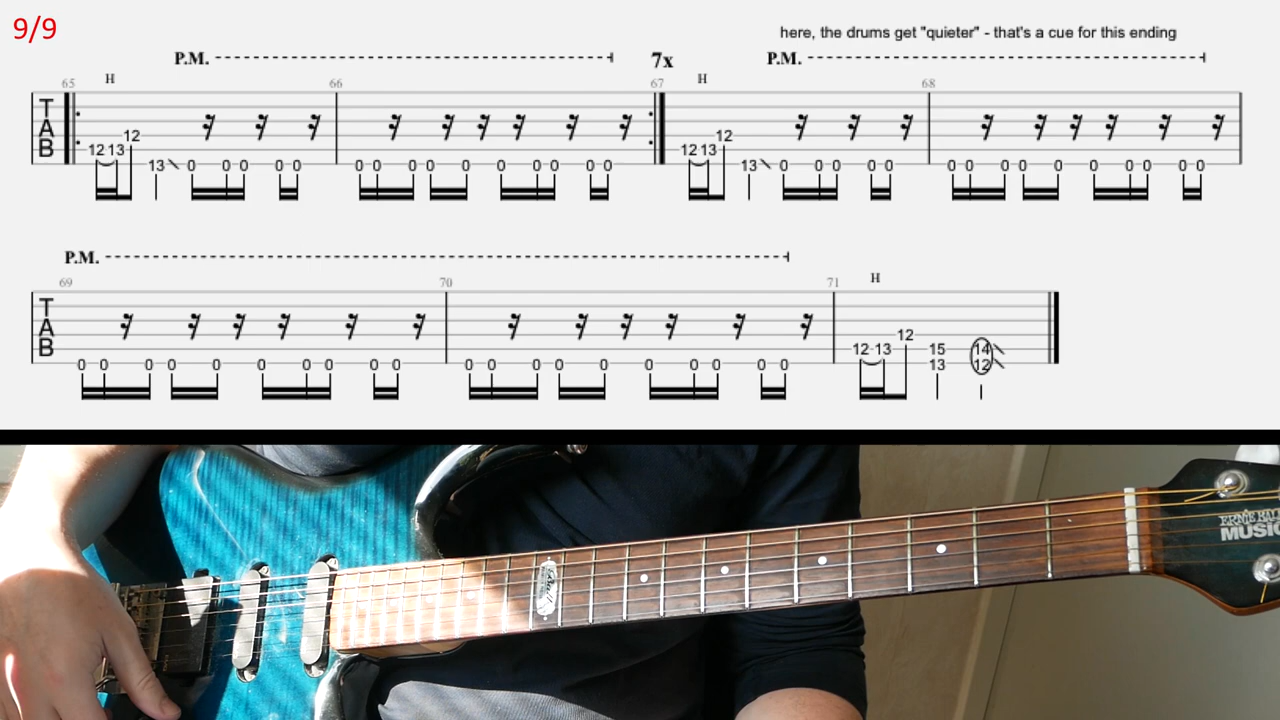 9/9
here, the drums get "quieter" - that's a cue for this ending
P.M. 7x P.M.
65 H 66 67 H 68
T
A
B
12 12
12 13 12 13
13 0 0 0 0 0 0 0 0 0 0 0 0 0 0 0 13 0 0 0 0 0 0 0 0 0 0 0 0 0 0 0
P.M.
69 70 71 H
T
A
B
12
12 13 15 14
0 0 0 0 0 0 0 0 0 0 0 0 0 0 0 0 0 0 0 0 13 12
ERNIE BALL
MUSIC